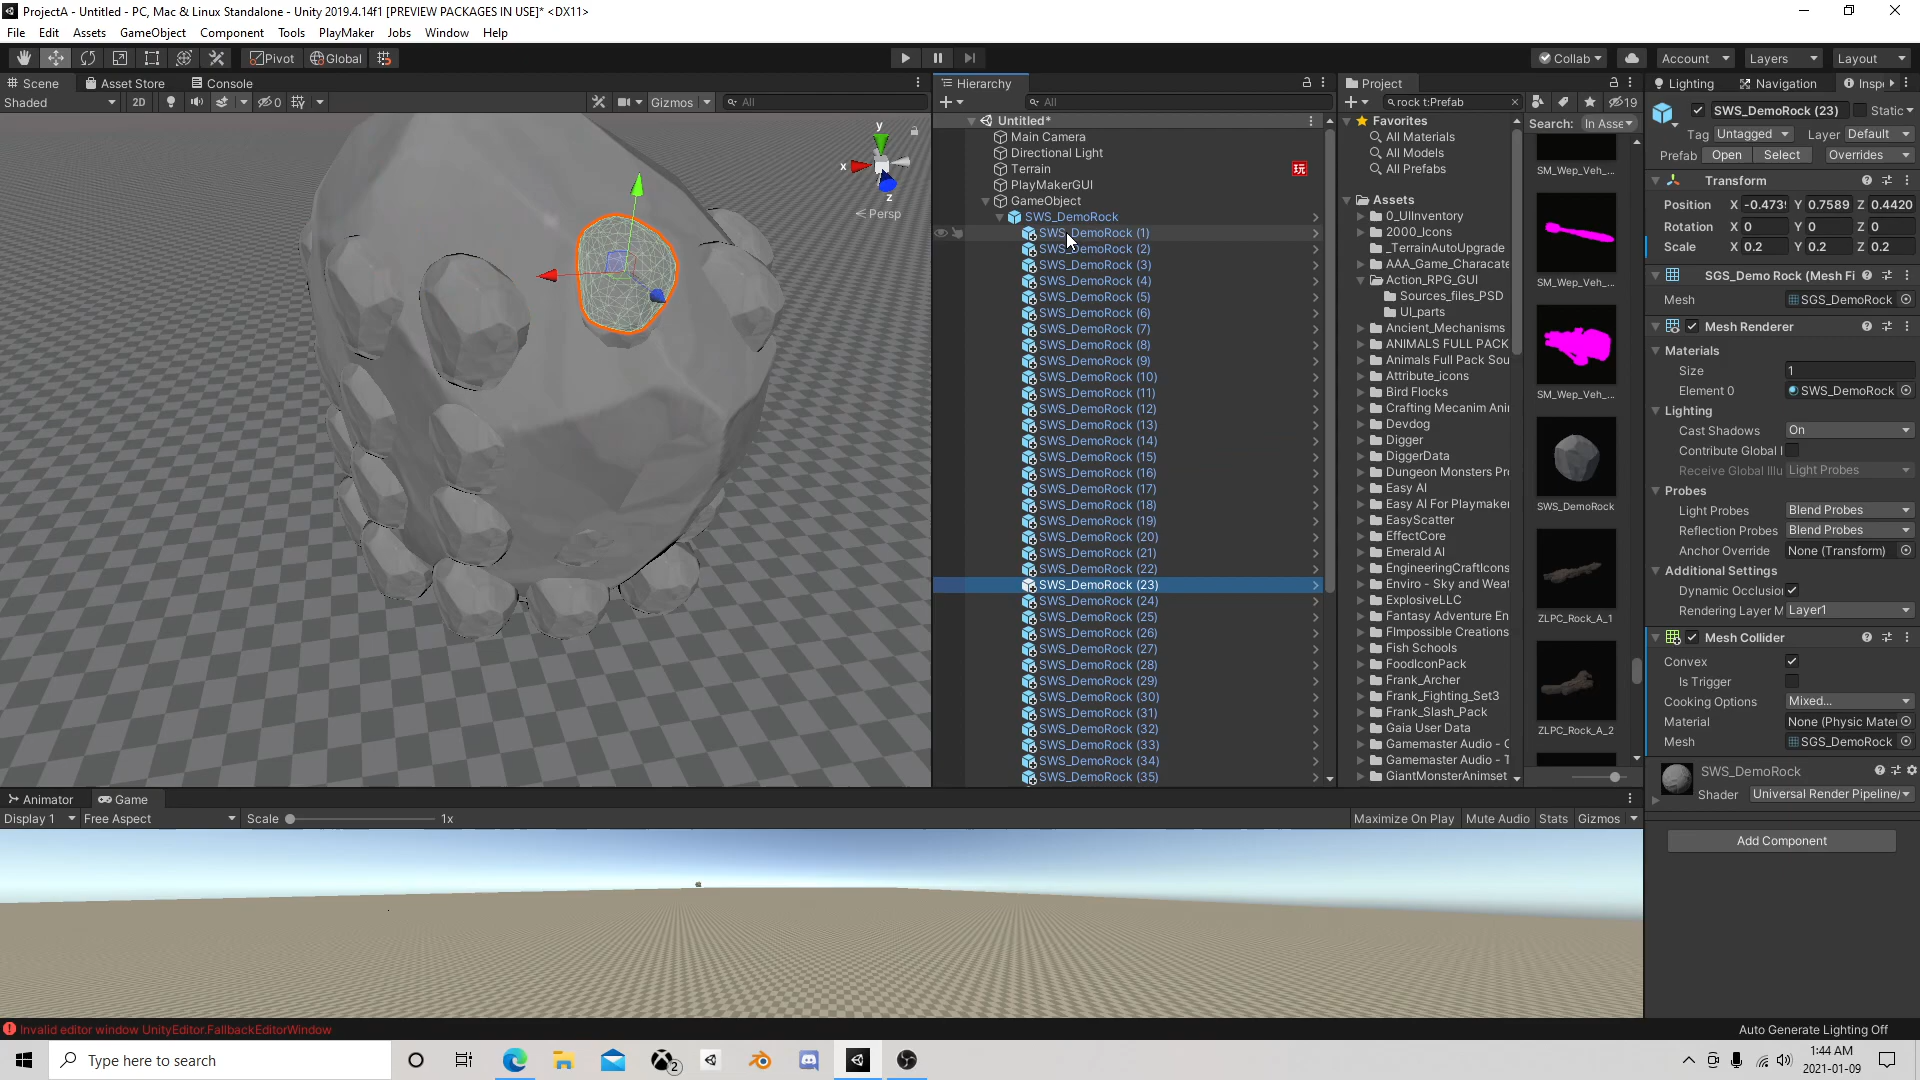 ProjectA - Untitled - PC, Mac & Linux Standalone - Unity 2019.4.14f1 [PREVIEW PACKAGES IN USE]* <DX11>
File Edit Assets GameObject Component Tools PlayMaker Jobs Window Help
Pivot Global Collab Account Layers Layout
Scene Asset Store Console
Shaded 2D 0 Gizmos All
y
x
z
Persp
Hierarchy
All
Untitled*
Main Camera
Directional Light
Terrain 玩
PlayMakerGUI
GameObject
SWS_DemoRock
SWS_DemoRock (1)
SWS_DemoRock (2)
SWS_DemoRock (3)
SWS_DemoRock (4)
SWS_DemoRock (5)
SWS_DemoRock (6)
SWS_DemoRock (7)
SWS_DemoRock (8)
SWS_DemoRock (9)
SWS_DemoRock (10)
SWS_DemoRock (11)
SWS_DemoRock (12)
SWS_DemoRock (13)
SWS_DemoRock (14)
SWS_DemoRock (15)
SWS_DemoRock (16)
SWS_DemoRock (17)
SWS_DemoRock (18)
SWS_DemoRock (19)
SWS_DemoRock (20)
SWS_DemoRock (21)
SWS_DemoRock (22)
SWS_DemoRock (23)
SWS_DemoRock (24)
SWS_DemoRock (25)
SWS_DemoRock (26)
SWS_DemoRock (27)
SWS_DemoRock (28)
SWS_DemoRock (29)
SWS_DemoRock (30)
SWS_DemoRock (31)
SWS_DemoRock (32)
SWS_DemoRock (33)
SWS_DemoRock (34)
SWS_DemoRock (35)
Project
rock t:Prefab 19
Favorites
All Materials
All Models
All Prefabs
Assets
0_UIInventory
2000_Icons
_TerrainAutoUpgrade
AAA_Game_Characate
Action_RPG_GUI
Sources_files_PSD
UI_parts
Ancient_Mechanisms
ANIMALS FULL PACK
Animals Full Pack Sou
Attribute_icons
Bird Flocks
Crafting Mecanim Ani
Devdog
Digger
DiggerData
Dungeon Monsters Pr
Easy AI
Easy AI For Playmaker
EasyScatter
EffectCore
Emerald AI
EngineeringCraftIcons
Enviro - Sky and Weat
ExplosiveLLC
Fantasy Adventure En
FImpossible Creations
Fish Schools
FoodIconPack
Frank_Archer
Frank_Fighting_Set3
Frank_Slash_Pack
Gaia User Data
Gamemaster Audio - G
Gamemaster Audio - T
GiantMonsterAnimset
Search: In Asse
SM_Wep_Veh_...
SM_Wep_Veh_...
SM_Wep_Veh_...
SWS_DemoRock
ZLPC_Rock_A_1
ZLPC_Rock_A_2
Lighting Navigation Inspe
SWS_DemoRock (23) Static
Tag Untagged Layer Default
Prefab Open Select Overrides
Transform
Position X -0.473 Y 0.7589 Z 0.4420
Rotation X 0 Y 0 Z 0
Scale X 0.2 Y 0.2 Z 0.2
SGS_Demo Rock (Mesh Fi
Mesh SGS_DemoRock
Mesh Renderer
Materials
Size 1
Element 0 SWS_DemoRock
Lighting
Cast Shadows On
Contribute Global I
Receive Global Illu Light Probes
Probes
Light Probes Blend Probes
Reflection Probes Blend Probes
Anchor Override None (Transform)
Additional Settings
Dynamic Occlusion
Rendering Layer M Layer1
Mesh Collider
Convex
Is Trigger
Cooking Options Mixed...
Material None (Physic Mater
Mesh SGS_DemoRock
SWS_DemoRock
Shader Universal Render Pipeline/
Add Component
Animator Game
Display 1 Free Aspect Scale 1x Maximize On Play Mute Audio Stats Gizmos
Invalid editor window UnityEditor.FallbackEditorWindow
Auto Generate Lighting Off
Type here to search
2
1:44 AM
2021-01-09